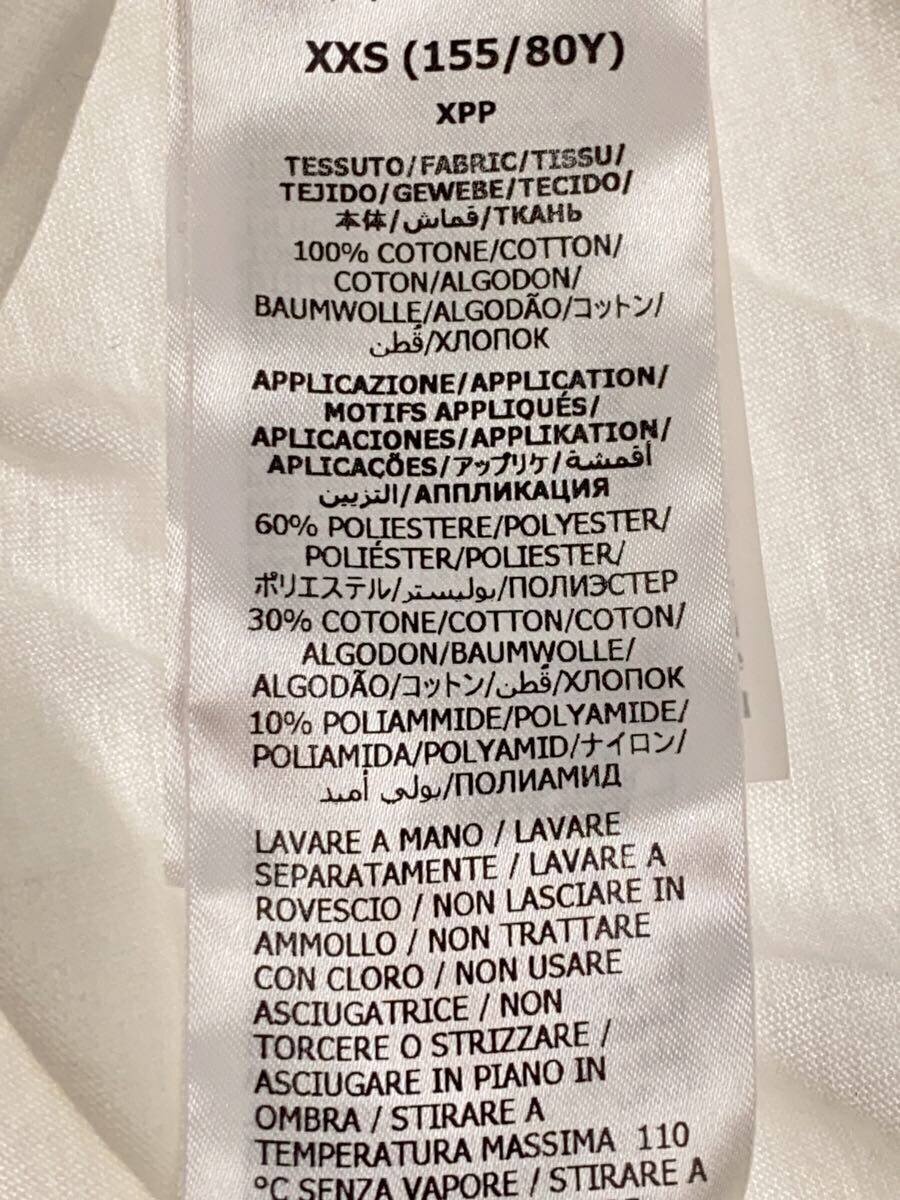 XXS (155/80Y)
XPP
TESSUTO/FABRIC/TISSU/
TEJIDO/GEWEBE/TECIDO/
本体/قماش/ТКАНЬ
100% COTONE/COTTON/
COTON/ALGODON/
BAUMWOLLE/ALGODÃO/コットン/
قُطن/ХЛОПОК
APPLICAZIONE/APPLICATION/
MOTIFS APPLIQUÉS/
APLICACIONES/APPLIKATION/
APLICAÇÕES/アップリケ/أقمشة
التزيين/АППЛИКАЦИЯ
60% POLIESTERE/POLYESTER/
POLIÉSTER/POLIESTER/
ポリエステル/بوليستر/ПОЛИЭСТЕР
30% COTONE/COTTON/COTON/
ALGODON/BAUMWOLLE/
ALGODÃO/コットン/قُطن/ХЛОПОК
10% POLIAMMIDE/POLYAMIDE/
POLIAMIDA/POLYAMID/ナイロン/
بولي أميد/ПОЛИАМИД
LAVARE A MANO / LAVARE
SEPARATAMENTE / LAVARE A
ROVESCIO / NON LASCIARE IN
AMMOLLO / NON TRATTARE
CON CLORO / NON USARE
ASCIUGATRICE / NON
TORCERE O STRIZZARE /
ASCIUGARE IN PIANO IN
OMBRA / STIRARE A
TEMPERATURA MASSIMA 110
°C SENZA VAPORE / STIRARE A